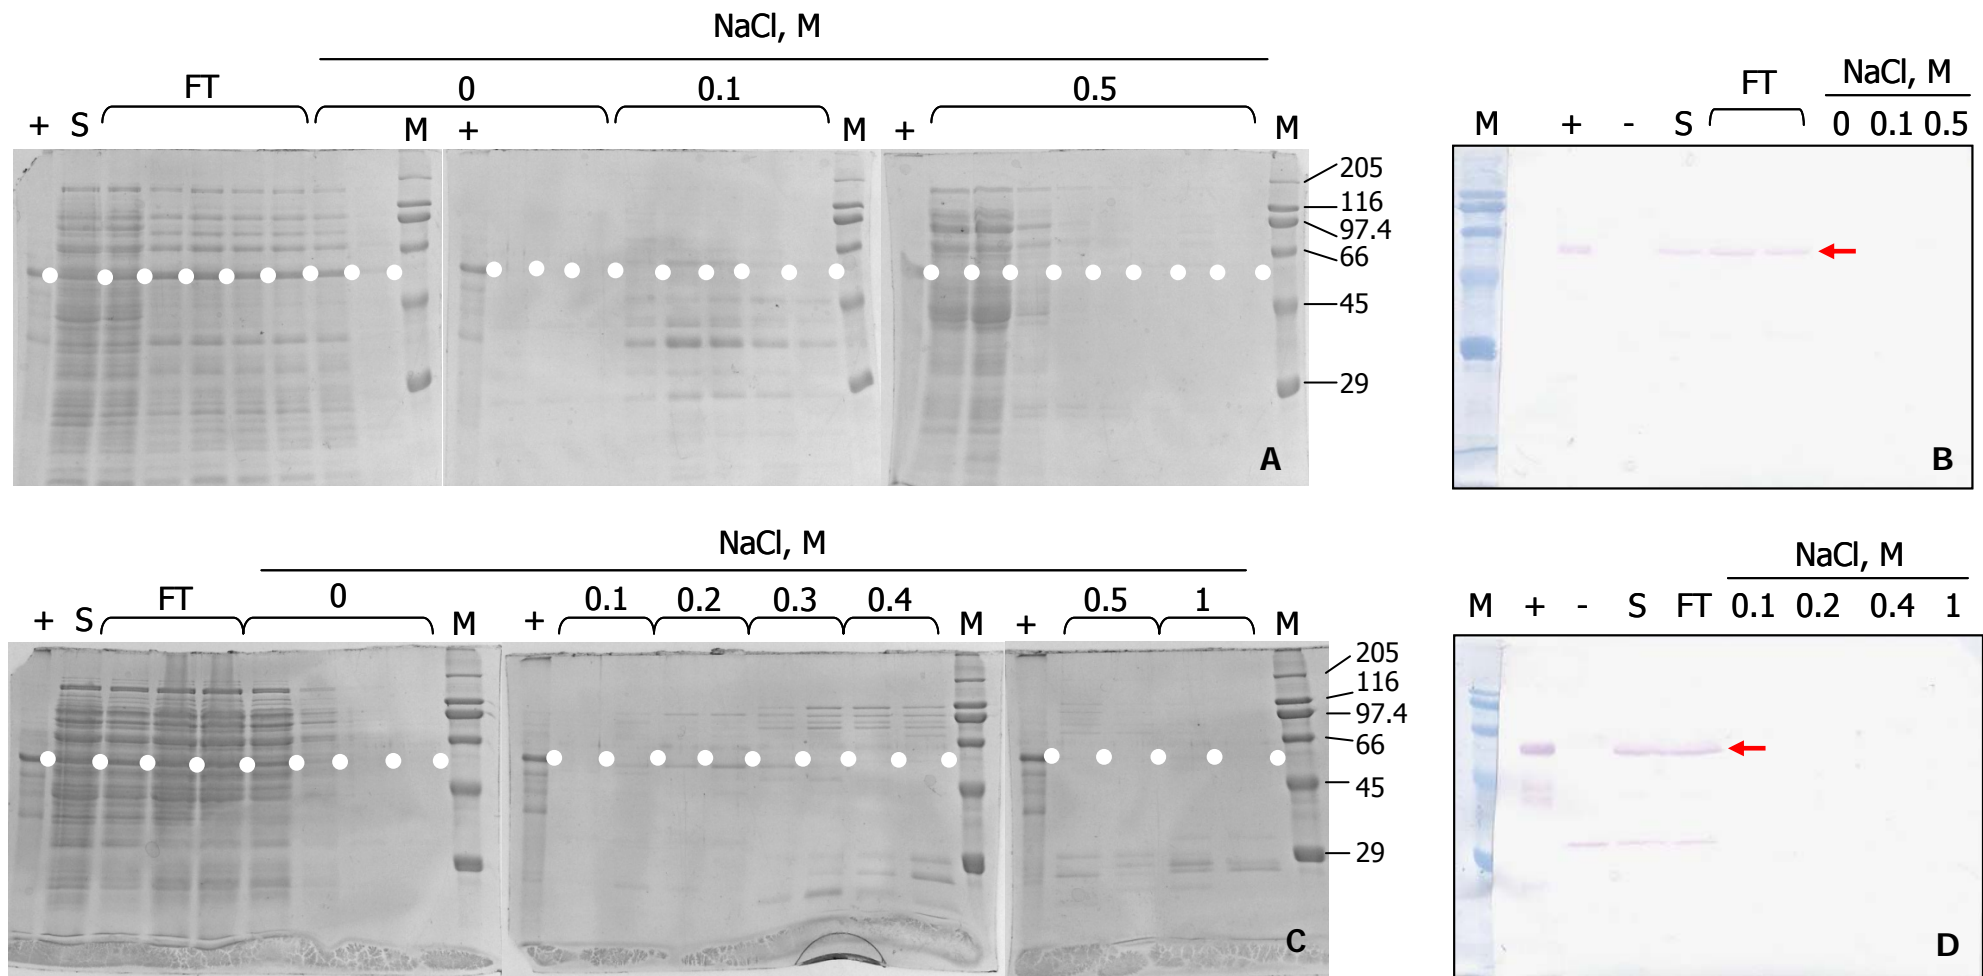 NaCl, M
FT 0 0.1 0.5
+ S M + M + M
205
116
97.4
66
45
29
A
NaCl, M
FT
M + - S 0 0.1 0.5
B
NaCl, M
FT 0 0.1 0.2 0.3 0.4 0.5 1
+ S M + M + M
205
116
97.4
66
45
29
C
NaCl, M
M + - S FT 0.1 0.2 0.4 1
D